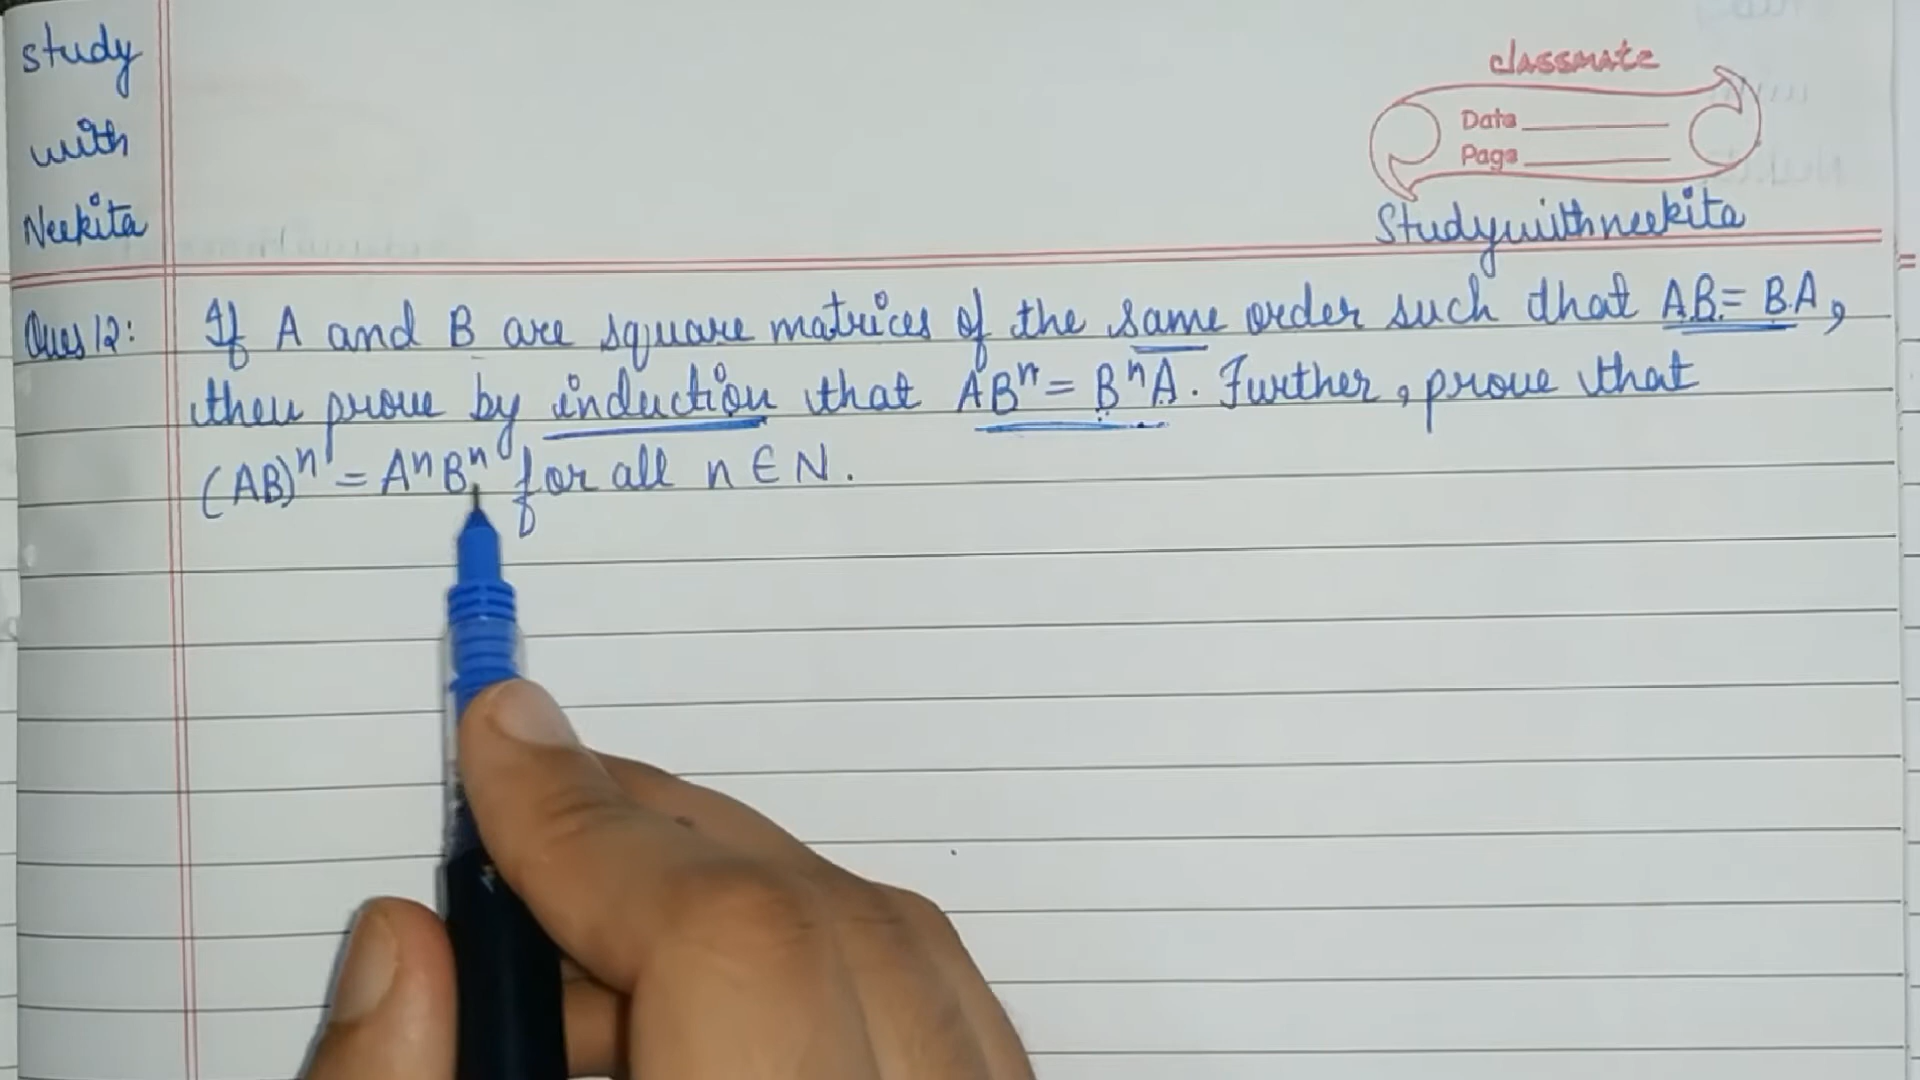 study
with
Neekita
classmate
Date
Page
Studywithneekita
Ques 12: If A and B are square matrices of the same order such that AB = BA,
then prove by induction that ABⁿ = BⁿA. Further, prove that
(AB)ⁿ = AⁿBⁿ for all n ∈ N.